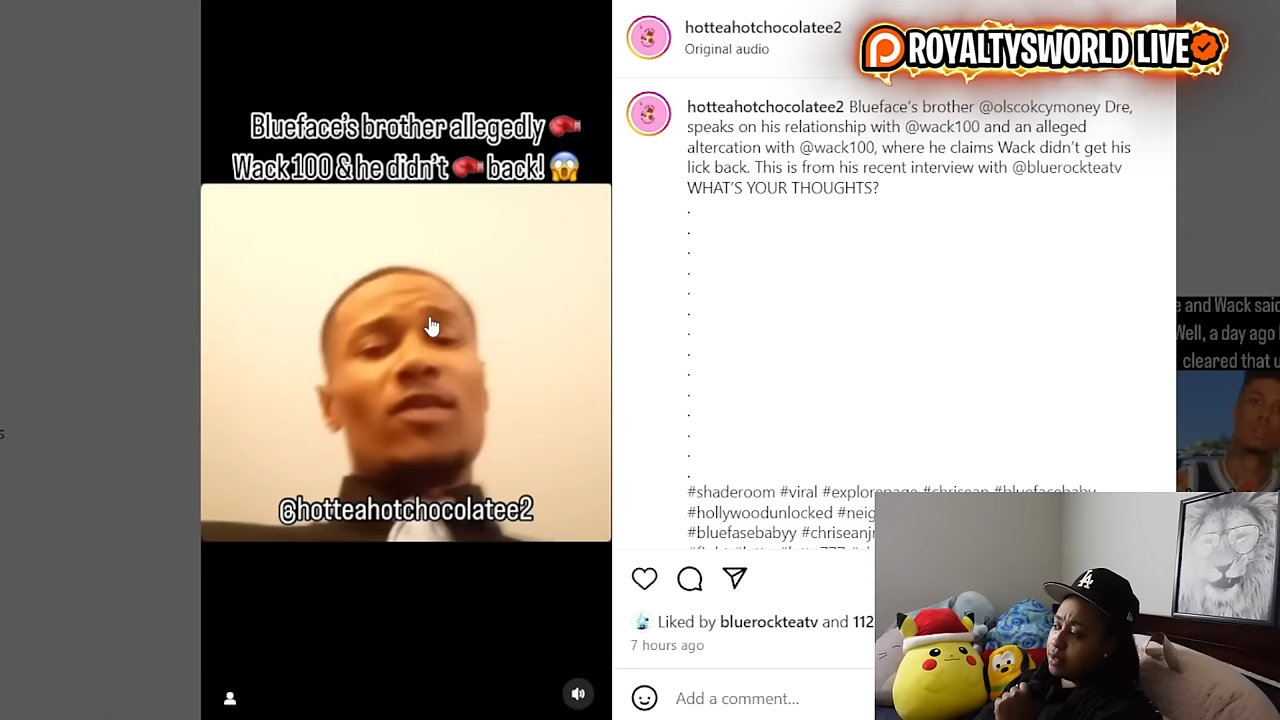 hotteahotchocolatee2
Original audio
ROYALTYSWORLD LIVE
Blueface's brother allegedly 🥊
Wack 100 & he didn't 🥊 back! 😱
@hotteahotchocolatee2
hotteahotchocolatee2 Blueface's brother @olscokcymoney Dre,
speaks on his relationship with @wack100 and an alleged
altercation with @wack100, where he claims Wack didn't get his
lick back. This is from his recent interview with @bluerockteatv
WHAT'S YOUR THOUGHTS?
.
.
.
.
.
.
.
.
.
.
.
.
.
.
#shaderoom #viral #explorepage #chrisean #bluefacebaby
#hollywoodunlocked
#bluefasebabyy
Liked by bluerockteatv and 112
7 hours ago
Add a comment...
and Wack said
Well, a day ago
cleared that
LA